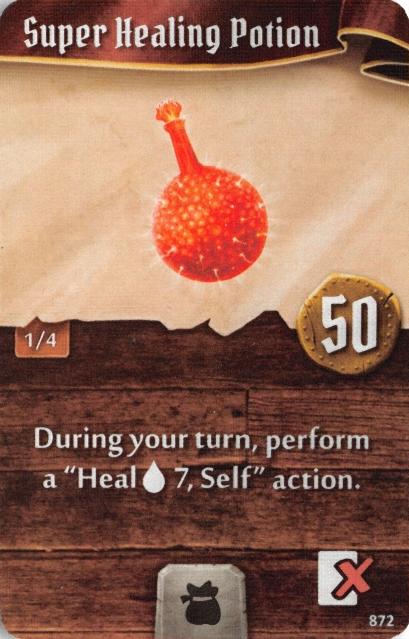 Super Healing Potion
1/4
50
During your turn, perform
a “Heal 7, Self” action.
872